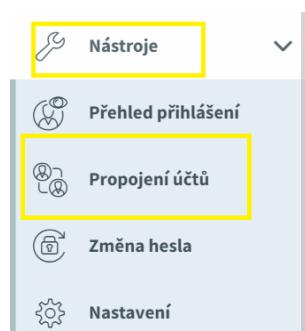 Nástroje
Přehled přihlášení
Propojení účtů
Změna hesla
Nastavení